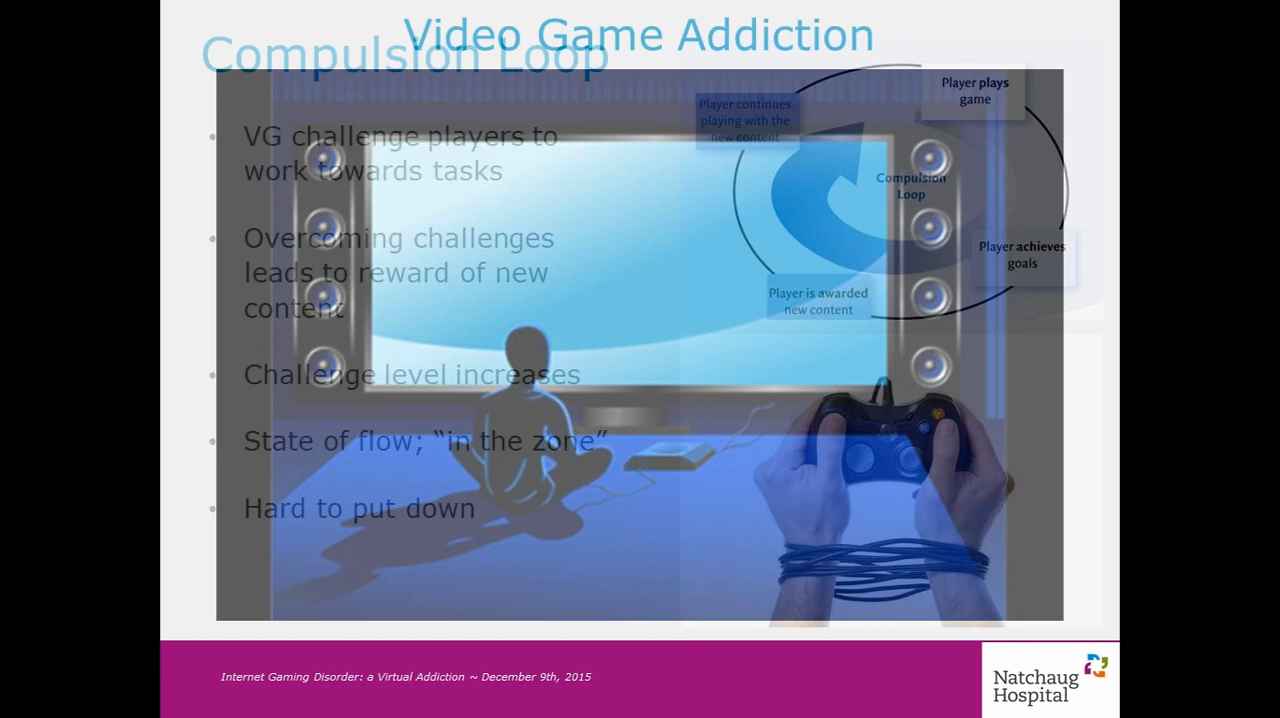 Video Game Addiction
Compulsion Loop
• VG challenge players to
work towards tasks
• Overcoming challenges
leads to reward of new
content
• Challenge level increases
• State of flow; “in the zone”
• Hard to put down
Player plays
game
Player continues
playing with the
new content
Compulsion
Loop
Player achieves
goals
Player is awarded
new content
Internet Gaming Disorder: a Virtual Addiction ~ December 9th, 2015
Natchaug
Hospital